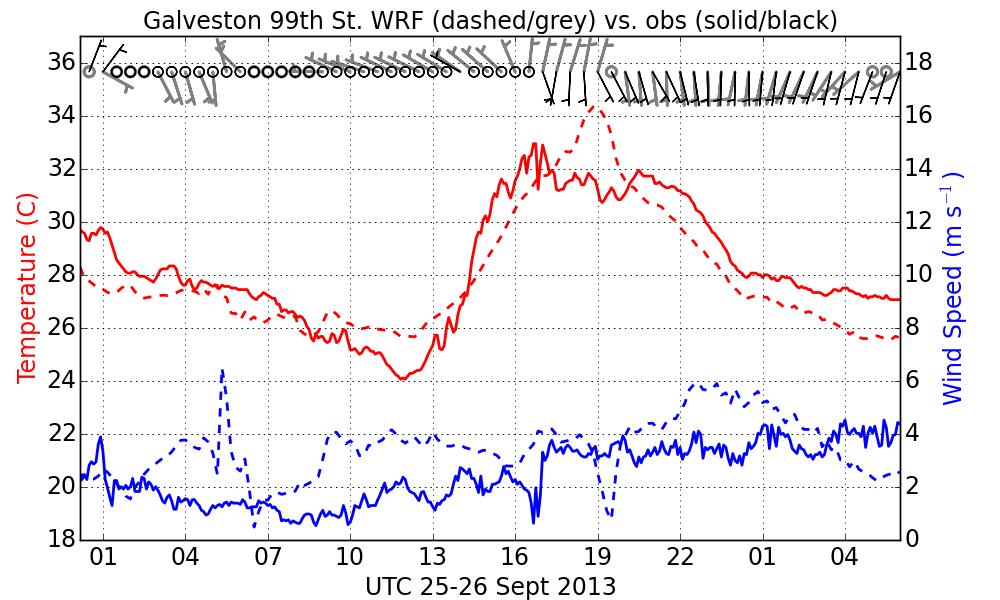 Galveston 99th St. WRF (dashed/grey) vs. obs (solid/black)
36 18
34 16
32 14
30 12
28 10
26 8
24 6
22 4
20 2
18 0
Temperature (C)
Wind Speed (m s⁻¹)
01 04 07 10 13 16 19 22 01 04
UTC 25-26 Sept 2013